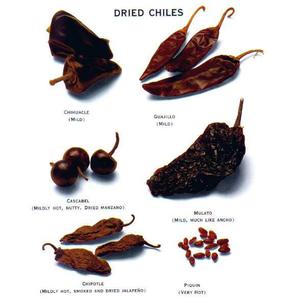 DRIED CHILES
CHIHUACLE
(MILD)
GUAJILLO
(MILD)
CASCABEL
(MILDLY HOT, NUTTY. DRIED MANZANO)
MULATO
(MILD, MUCH LIKE ANCHO)
CHIPOTLE
(MILDLY HOT, SMOKED AND DRIED JALAPEÑO)
PIQUIN
(VERY HOT)